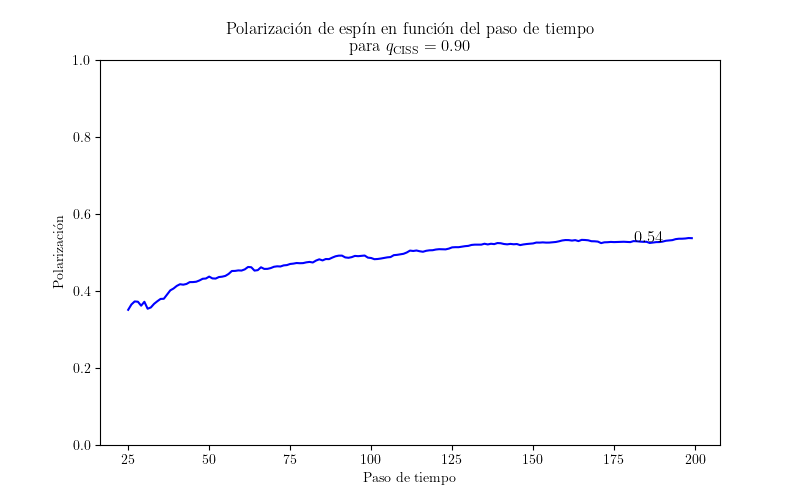 Polarización de espín en función del paso de tiempo
para q_CISS = 0.90
1.0
0.8
0.6
0.4
0.2
0.0
Polarización
0.54
25 50 75 100 125 150 175 200
Paso de tiempo